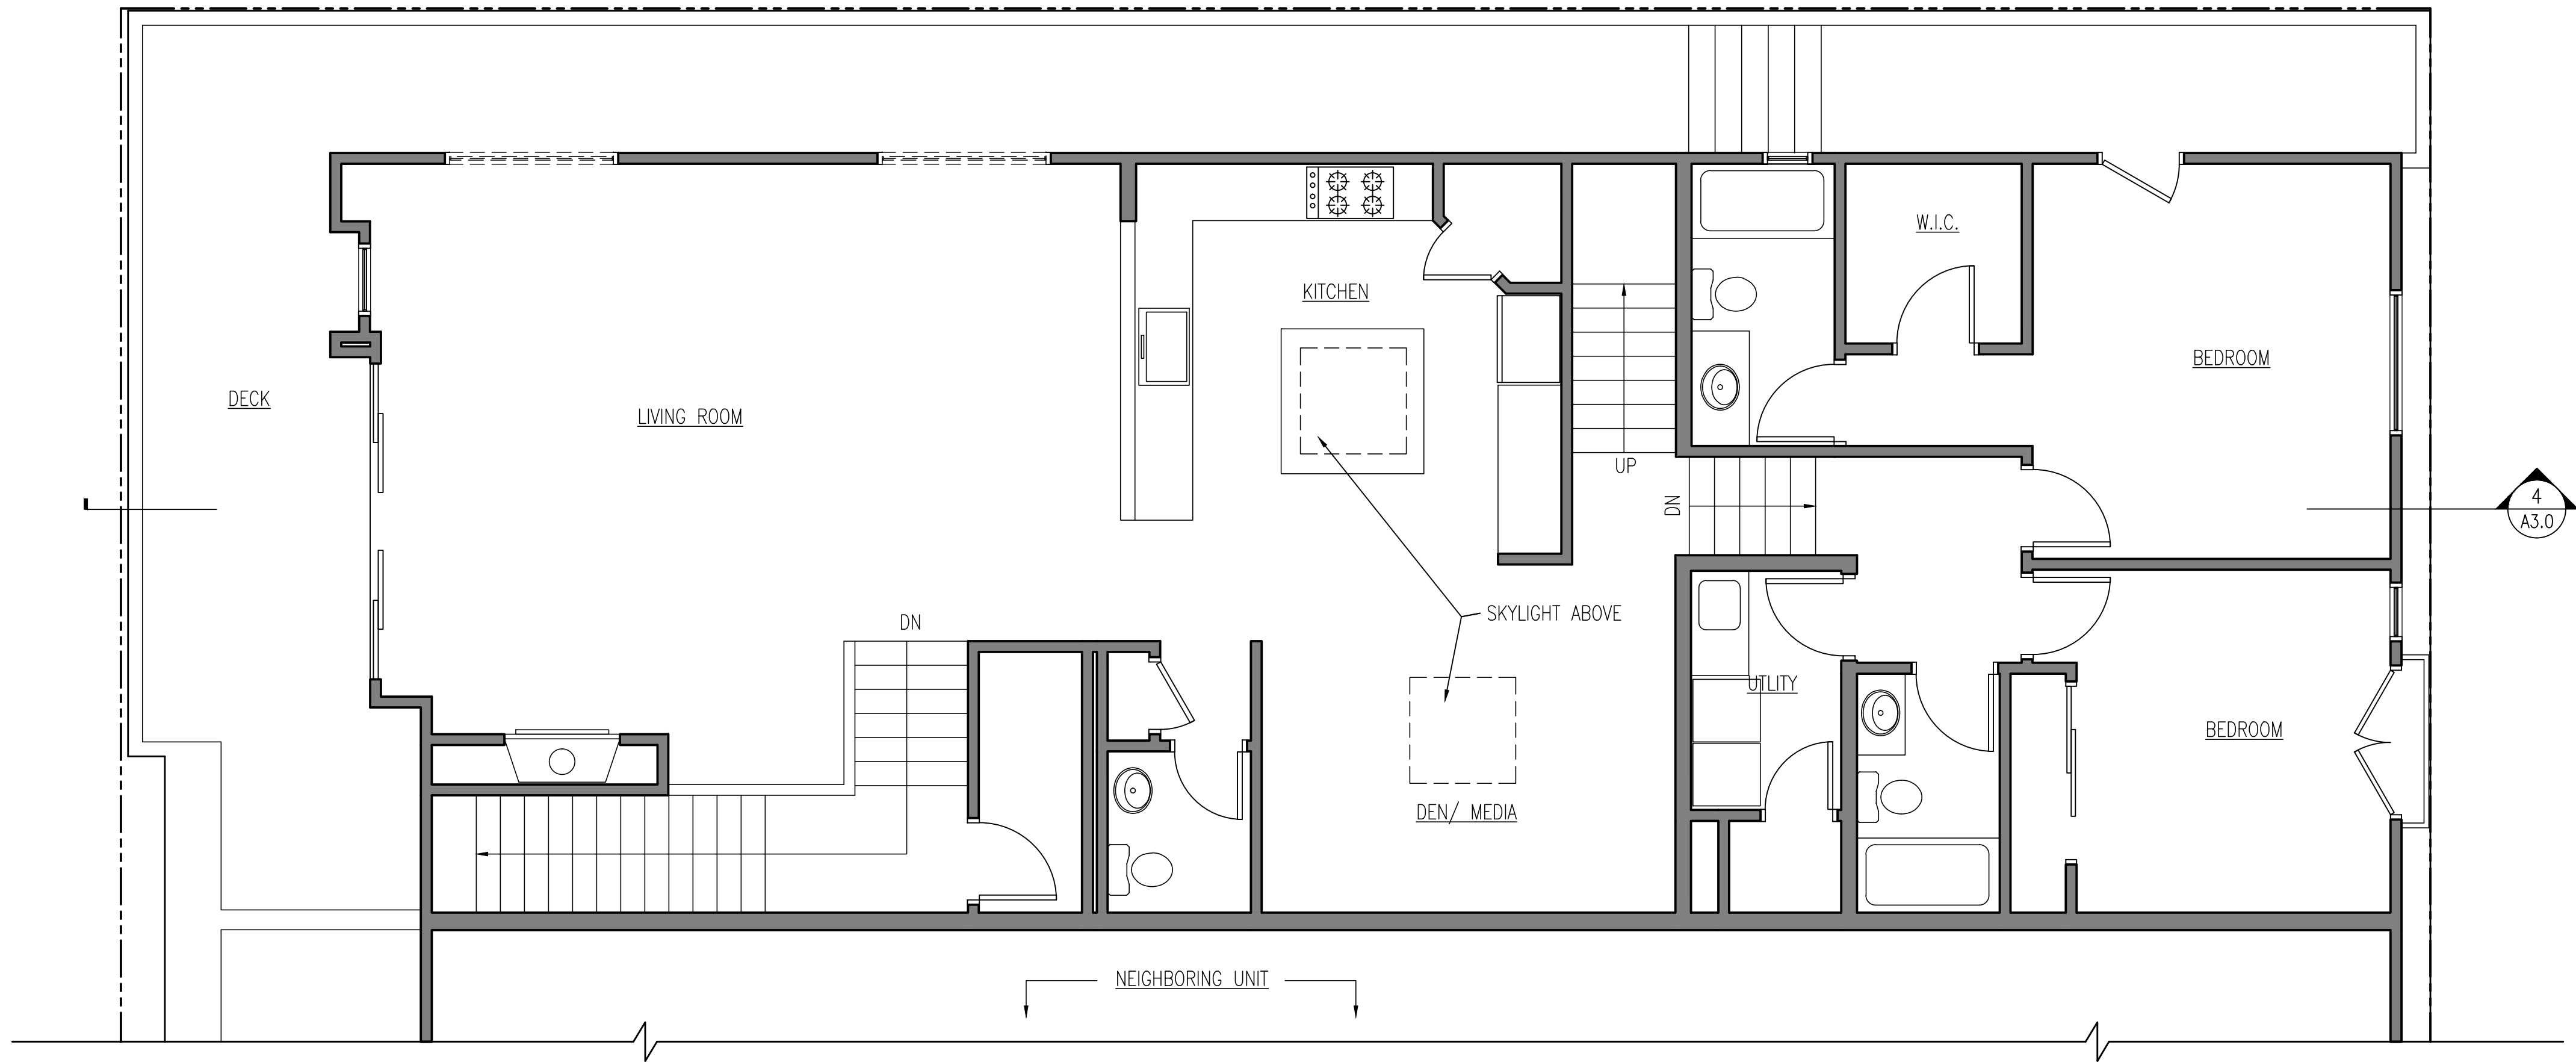 W.I.C.
KITCHEN
BEDROOM
DECK
LIVING ROOM
UP
DN
4
A3.0
SKYLIGHT ABOVE
DN
UTLITY
BEDROOM
DEN/ MEDIA
NEIGHBORING UNIT